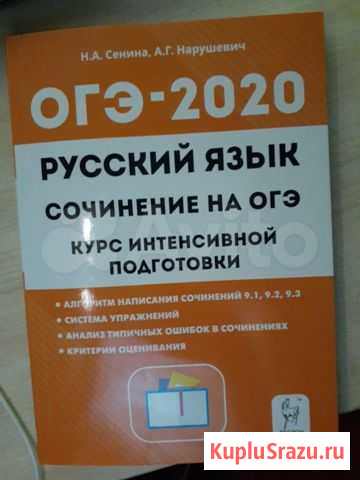 Н.А. Сенина, А.Г. Нарушевич
ОГЭ-2020
РУССКИЙ ЯЗЫК
СОЧИНЕНИЕ НА ОГЭ
КУРС ИНТЕНСИВНОЙ
ПОДГОТОВКИ
• АЛГОРИТМ НАПИСАНИЯ СОЧИНЕНИЙ 9.1, 9.2, 9.3
• СИСТЕМА УПРАЖНЕНИЙ
• АНАЛИЗ ТИПИЧНЫХ ОШИБОК В СОЧИНЕНИЯХ
• КРИТЕРИИ ОЦЕНИВАНИЯ
Avito
KupluSrazu.ru